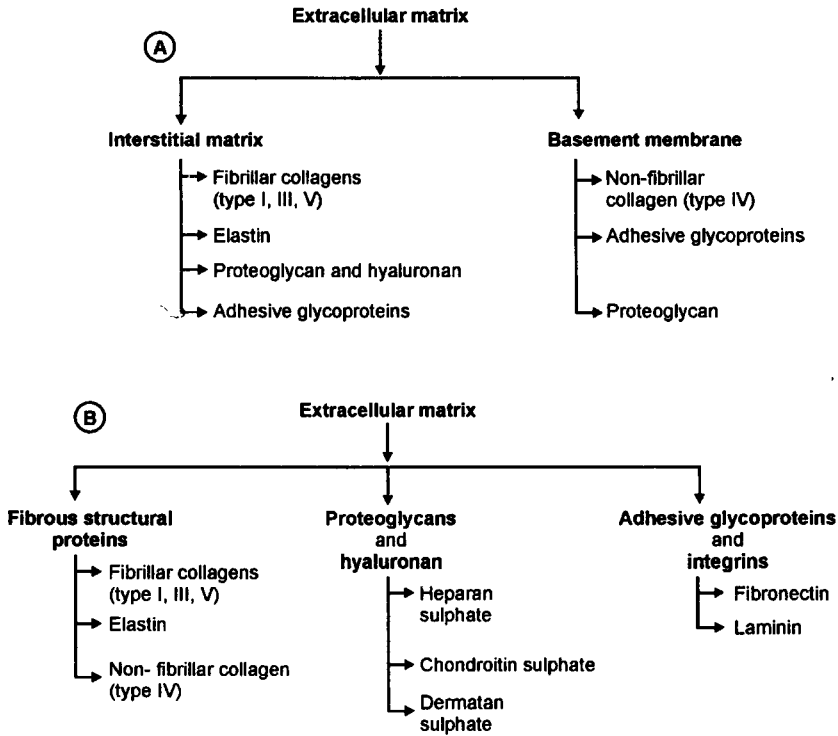 Extracellular matrix
A
Interstitial matrix
Fibrillar collagens
(type I, III, V)
Elastin
Proteoglycan and hyaluronan
Adhesive glycoproteins
Basement membrane
Non-fibrillar
collagen (type IV)
Adhesive glycoproteins
Proteoglycan
Extracellular matrix
B
Fibrous structural
proteins
Fibrillar collagens
(type I, III, V)
Elastin
Non- fibrillar collagen
(type IV)
Proteoglycans
and
hyaluronan
Heparan
sulphate
Chondroitin sulphate
Dermatan
sulphate
Adhesive glycoproteins
and
integrins
Fibronectin
Laminin